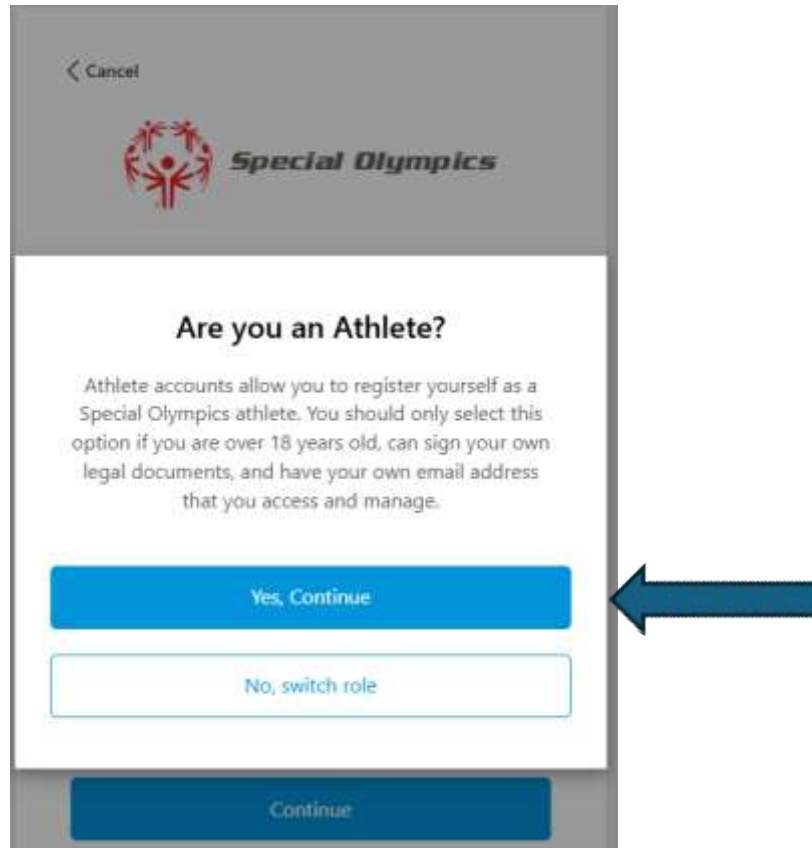 Cancel
Special Olympics
Are you an Athlete?
Athlete accounts allow you to register yourself as a
Special Olympics athlete. You should only select this
option if you are over 18 years old, can sign your own
legal documents, and have your own email address
that you access and manage.
Yes, Continue
No, switch role
Continue